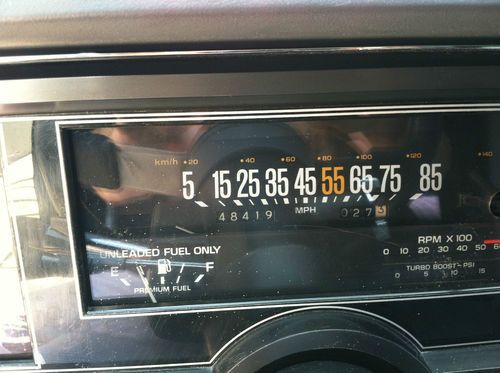 km/h 20 40 60 80 100 120 140
5 15 25 35 45 55 65 75 85
48419 MPH 027 3
UNLEADED FUEL ONLY
E F
PREMIUM FUEL
RPM X 100
0 10 20 30 40 50 60
TURBO BOOST-PSI
0 5 10 15